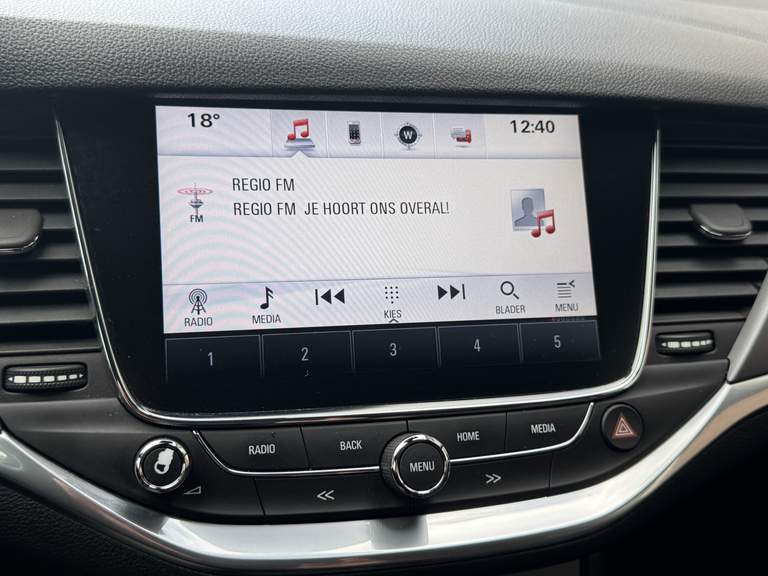 18°
W
12:40
REGIO FM
REGIO FM JE HOORT ONS OVERAL!
FM
RADIO
MEDIA
KIES
BLADER
MENU
1
2
3
4
5
RADIO
BACK
MENU
HOME
MEDIA